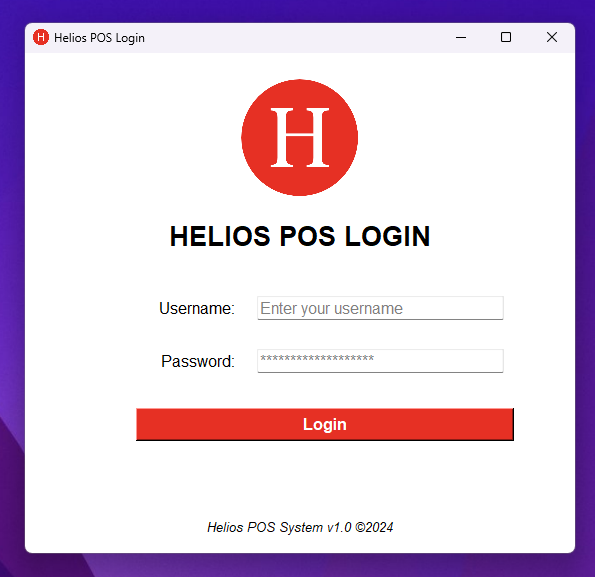 H Helios POS Login
H
HELIOS POS LOGIN
Username: Enter your username
Password: *******************
Login
Helios POS System v1.0 ©2024